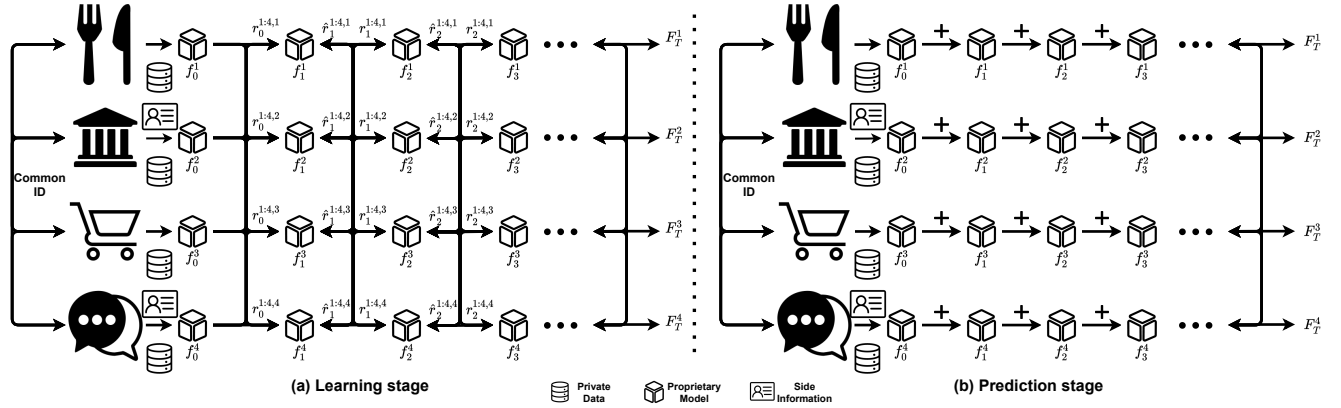 r_0^{1:4,1} r̂_1^{1:4,1} r_1^{1:4,1} r̂_2^{1:4,1} r_2^{1:4,1} F_T^1
f_0^1 f_1^1 f_2^1 f_3^1
r_0^{1:4,2} r̂_1^{1:4,2} r_1^{1:4,2} r̂_2^{1:4,2} r_2^{1:4,2} F_T^2
f_0^2 f_1^2 f_2^2 f_3^2
Common
ID
r_0^{1:4,3} r̂_1^{1:4,3} r_1^{1:4,3} r̂_2^{1:4,3} r_2^{1:4,3} F_T^3
f_0^3 f_1^3 f_2^3 f_3^3
r_0^{1:4,4} r̂_1^{1:4,4} r_1^{1:4,4} r̂_2^{1:4,4} r_2^{1:4,4} F_T^4
f_0^4 f_1^4 f_2^4 f_3^4
(a) Learning stage
+ + + F_T^1
f_0^1 f_1^1 f_2^1 f_3^1
+ + + F_T^2
f_0^2 f_1^2 f_2^2 f_3^2
Common
ID
+ + + F_T^3
f_0^3 f_1^3 f_2^3 f_3^3
+ + + F_T^4
f_0^4 f_1^4 f_2^4 f_3^4
(b) Prediction stage
Private
Data
Proprietary
Model
Side
Information